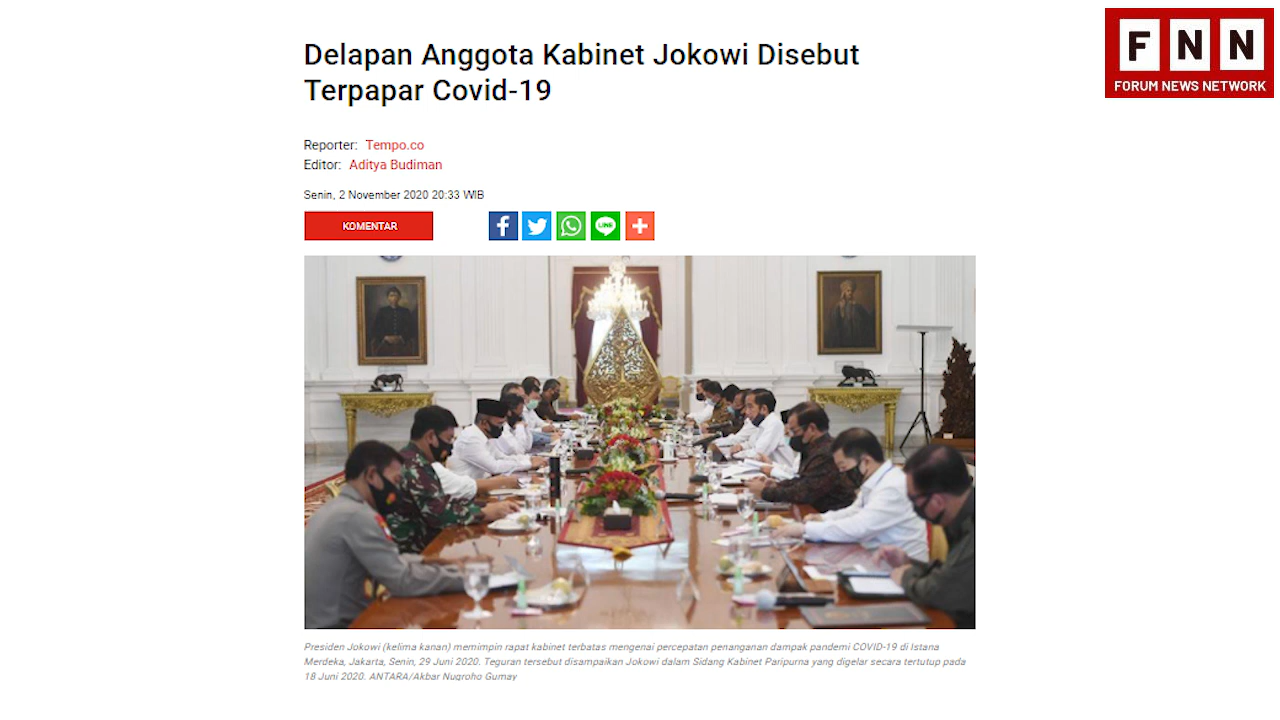 Delapan Anggota Kabinet Jokowi Disebut
Terpapar Covid-19
F N N
FORUM NEWS NETWORK
Reporter: Tempo.co
Editor: Aditya Budiman
Senin, 2 November 2020 20:33 WIB
KOMENTAR
LINE
Presiden Jokowi (kelima kanan) memimpin rapat kabinet terbatas mengenai percepatan penanganan dampak pandemi COVID-19 di Istana
Merdeka, Jakarta, Senin, 29 Juni 2020. Teguran tersebut disampaikan Jokowi dalam Sidang Kabinet Paripurna yang digelar secara tertutup pada
18 Juni 2020. ANTARA/Akbar Nugroho Gumay